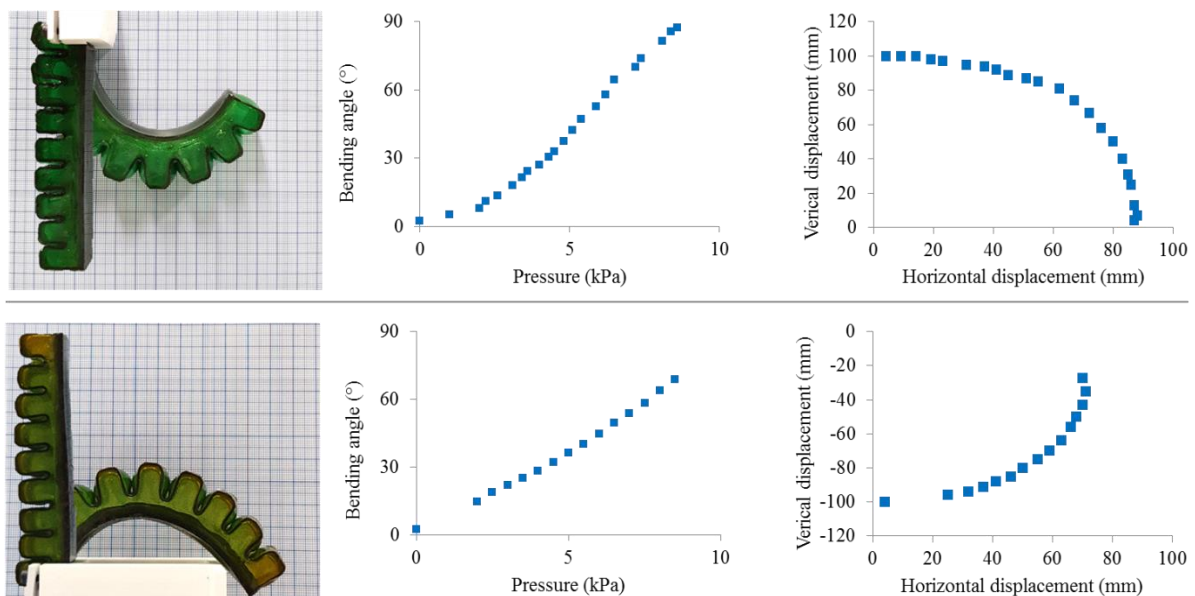 90
60
30
0
Bending angle (°)
0 5 10
Pressure (kPa)
120
100
80
60
40
20
0
Verical displacement (mm)
0 20 40 60 80 100
Horizontal displacement (mm)
90
60
30
0
Bending angle (°)
0 5 10
Pressure (kPa)
0
-20
-40
-60
-80
-100
-120
Verical displacement (mm)
0 20 40 60 80 100
Horizontal displacement (mm)